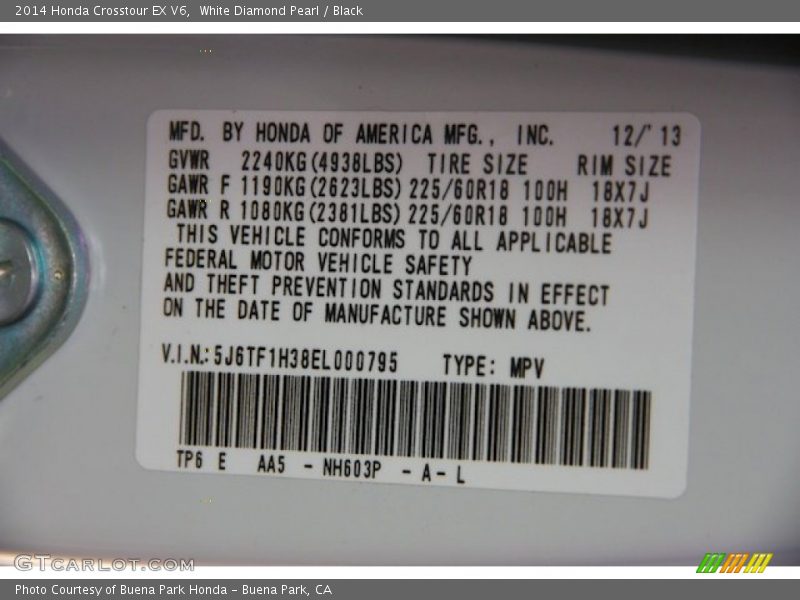 2014 Honda Crosstour EX V6, White Diamond Pearl / Black
MFD. BY HONDA OF AMERICA MFG., INC. 12/'13
GVWR 2240KG(4938LBS) TIRE SIZE RIM SIZE
GAWR F 1190KG(2623LBS) 225/60R18 100H 18X7J
GAWR R 1080KG(2381LBS) 225/60R18 100H 18X7J
THIS VEHICLE CONFORMS TO ALL APPLICABLE
FEDERAL MOTOR VEHICLE SAFETY
AND THEFT PREVENTION STANDARDS IN EFFECT
ON THE DATE OF MANUFACTURE SHOWN ABOVE.
V.I.N.: 5J6TF1H38EL000795 TYPE: MPV
TP6 E AA5 - NH603P - A - L
GTCARLOT.COM
Photo Courtesy of Buena Park Honda - Buena Park, CA